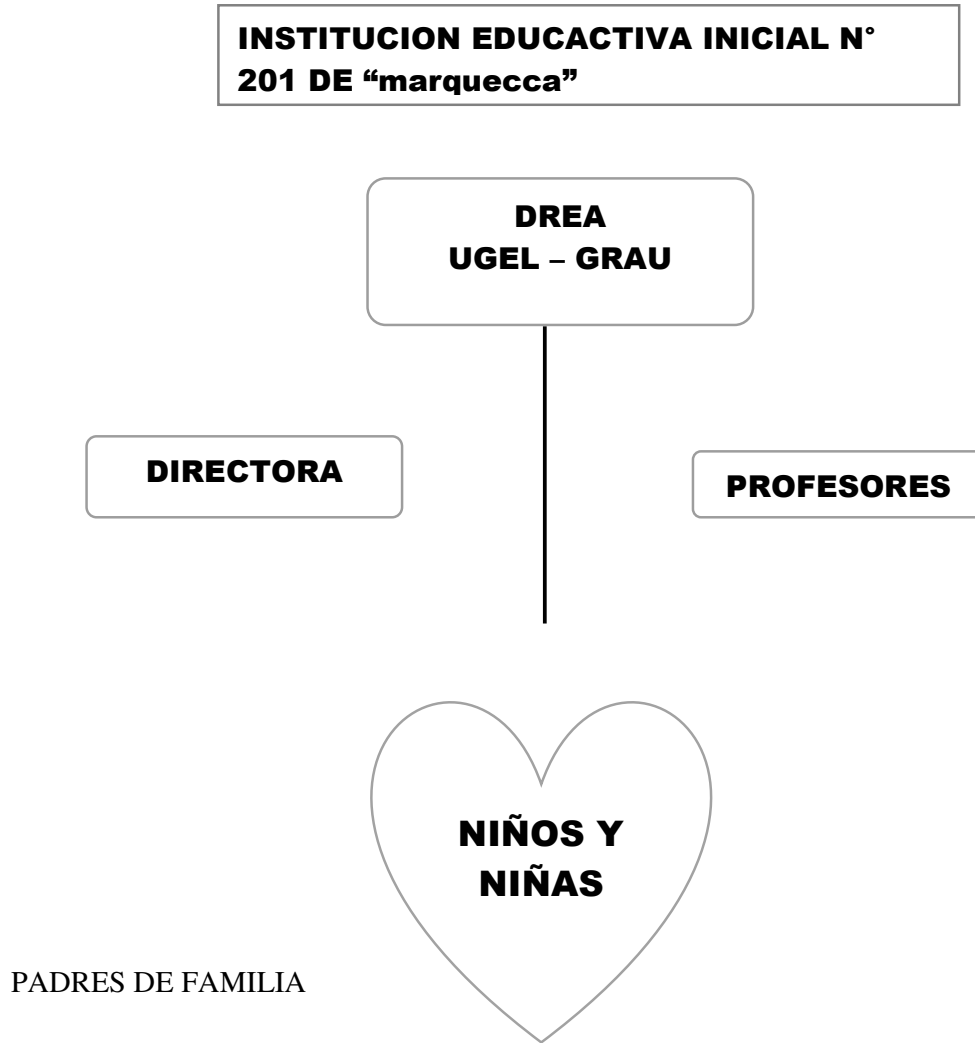 INSTITUCION EDUCACTIVA INICIAL N°
201 DE “marquecca”
DREA
UGEL – GRAU
DIRECTORA
PROFESORES
NIÑOS Y
NIÑAS
PADRES DE FAMILIA